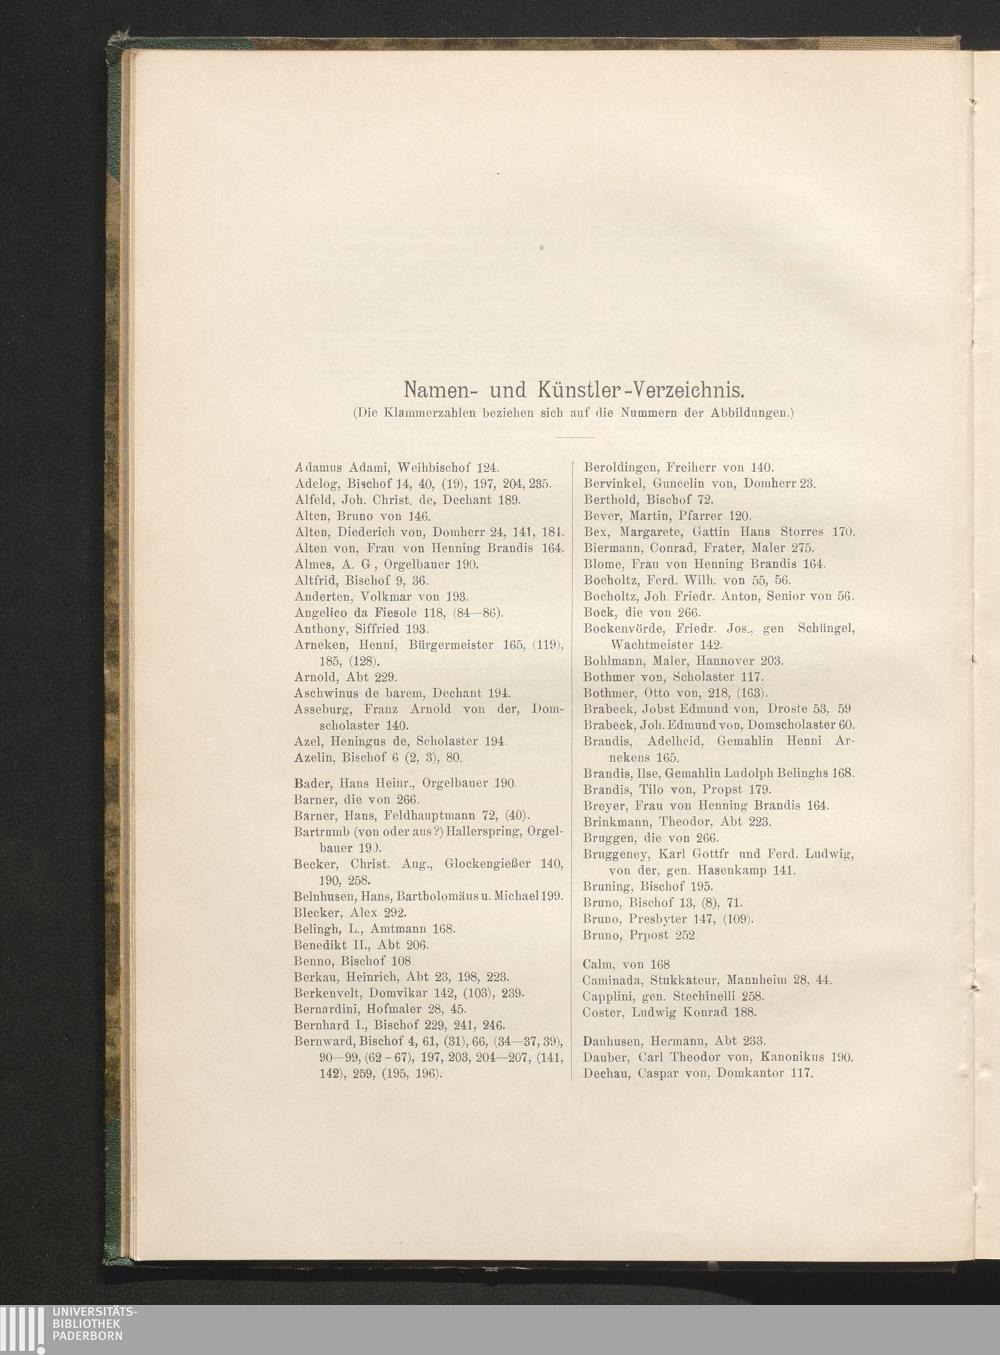 Namen- und Künstler-Verzeichnis.
(Die Klammerzahlen beziehen sich auf die Nummern der Abbildungen.)
Adamus Adami, Weihbischof 124.
Adelog, Bischof 14, 40, (19), 197, 204, 235.
Alfeld, Joh. Christ. de, Dechant 189.
Alten, Bruno von 146.
Alten, Diederich von, Domherr 24, 141, 184.
Alten von, Frau von Henning Brandis 164.
Almes, A. G, Orgelbauer 190.
Altfrid, Bischof 9, 36.
Anderten, Volkmar von 193.
Angelico da Fiesole 118, (84—86).
Anthony, Siffried 193.
Arneken, Henni, Bürgermeister 165, (119),
185, (128).
Arnold, Abt 229.
Aschwinus de barem, Dechant 194.
Asseburg, Franz Arnold von der, Dom-
scholaster 140.
Azel, Heningus de, Scholaster 194.
Azelin, Bischof 6 (2, 3), 80.
Bader, Hans Heinr., Orgelbauer 190.
Barner, die von 266.
Barner, Hans, Feldhauptmann 72, (40).
Bartramb (von oder aus?) Hallerspring, Orgel-
bauer 190.
Becker, Christ. Aug., Glockengießer 140,
190, 258.
Belnhusen, Hans, Bartholomäus u. Michael 199.
Blecker, Alex 292.
Belingh, L., Amtmann 168.
Benedikt II., Abt 206.
Benno, Bischof 108
Berkau, Heinrich, Abt 23, 198, 223.
Berkenvelt, Domvikar 142, (103), 239.
Bernardini, Hofmaler 28, 45.
Bernhard I., Bischof 229, 241, 246.
Bernward, Bischof 4, 61, (31), 66, (34—37, 39),
90—99, (62-67), 197, 203, 204—207, (141,
142), 259, (195, 196).
Beroldingen, Freiherr von 140.
Bervinkel, Guncelin von, Domherr 23.
Berthold, Bischof 72.
Bever, Martin, Pfarrer 120.
Bex, Margarete, Gattin Hans Storres 170.
Biermann, Conrad, Frater, Maler 275.
Blome, Frau von Henning Brandis 164.
Bocholtz, Ferd. Wilh. von 55, 56.
Bocholtz, Joh. Friedr. Anton, Senior von 56.
Bock, die von 266.
Bockenvörde, Friedr. Jos., gen Schüngel,
Wachtmeister 142.
Bohlmann, Maler, Hannover 203.
Bothmer von, Scholaster 117.
Bothmer, Otto von, 218, (163).
Brabeck, Jobst Edmund von, Droste 53, 59
Brabeck, Joh. Edmund von, Domscholaster 60.
Brandis, Adelheid, Gemahlin Henni Ar-
nekens 165.
Brandis, Ilse, Gemahlin Ludolph Belinghs 168.
Brandis, Tilo von, Propst 179.
Breyer, Frau von Henning Brandis 164.
Brinkmann, Theodor, Abt 223.
Bruggen, die von 266.
Bruggeney, Karl Gottfr und Ferd. Ludwig,
von der, gen. Hasenkamp 141.
Bruning, Bischof 195.
Bruno, Bischof 13, (8), 71.
Bruno, Presbyter 147, (109).
Bruno, Prpost 252
Calm, von 168
Caminada, Stukkateur, Mannheim 28, 44.
Capplini, gen. Stechinelli 258.
Coster, Ludwig Konrad 188.
Danhusen, Hermann, Abt 233.
Dauber, Carl Theodor von, Kanonikus 190.
Dechau, Caspar von, Domkantor 117.
UNIVERSITÄTS-
BIBLIOTHEK
PADERBORN